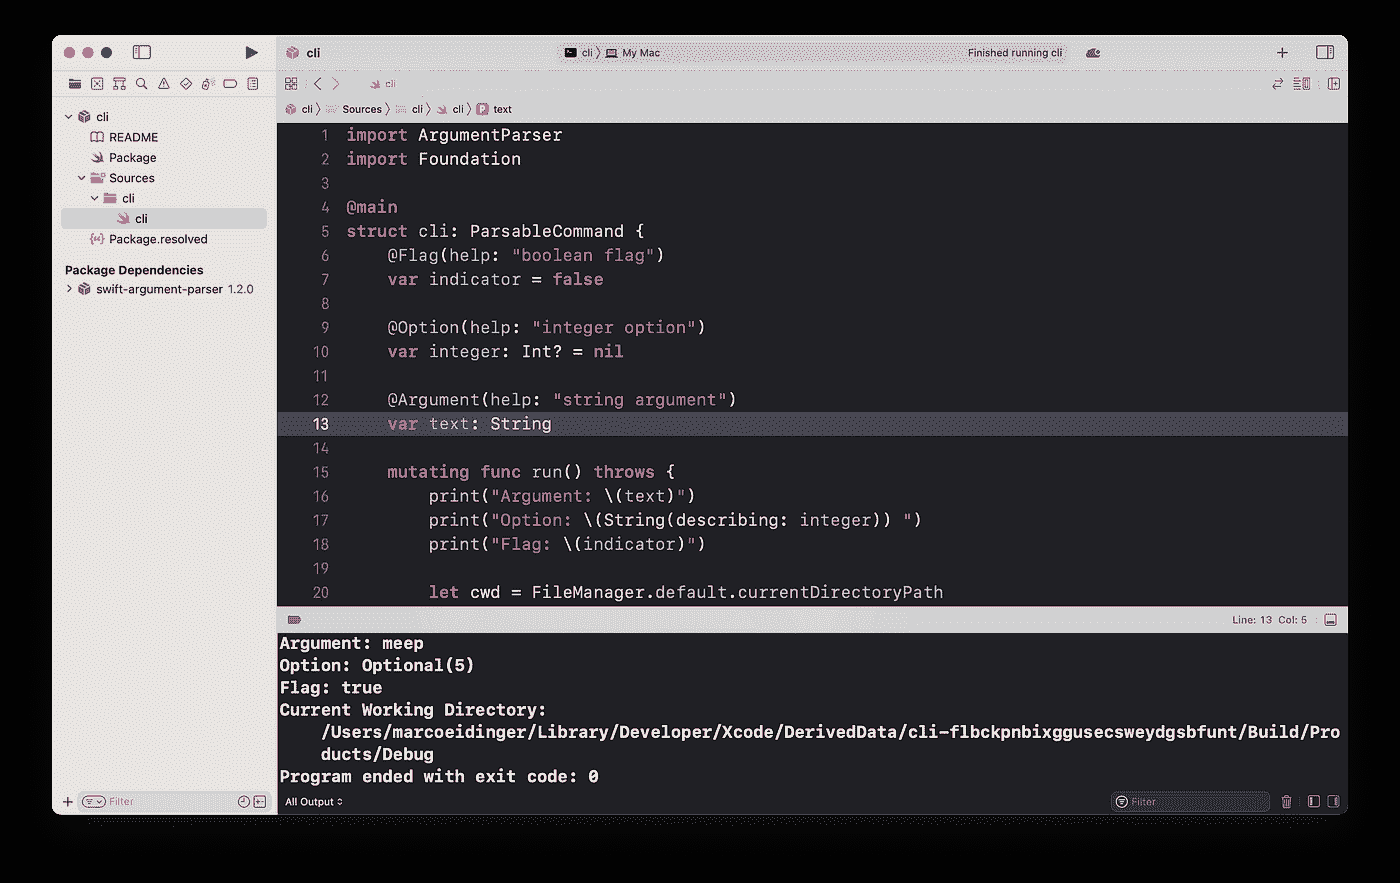 cli
cli 〉 My Mac
Finished running cli
cli
cli 〉 Sources 〉 cli 〉 cli 〉 P text
cli
README
Package
Sources
cli
cli
Package.resolved
Package Dependencies
swift-argument-parser 1.2.0
1 import ArgumentParser
2 import Foundation
3
4 @main
5 struct cli: ParsableCommand {
6 @Flag(help: "boolean flag")
7 var indicator = false
8
9 @Option(help: "integer option")
10 var integer: Int? = nil
11
12 @Argument(help: "string argument")
13 var text: String
14
15 mutating func run() throws {
16 print("Argument: \(text)")
17 print("Option: \(String(describing: integer)) ")
18 print("Flag: \(indicator)")
19
20 let cwd = FileManager.default.currentDirectoryPath
Line: 13 Col: 5
Argument: meep
Option: Optional(5)
Flag: true
Current Working Directory:
/Users/marcoeidinger/Library/Developer/Xcode/DerivedData/cli-flbckpnbixggusecsweydgsbfunt/Build/Pro
ducts/Debug
Program ended with exit code: 0
Filter
All Output
Filter